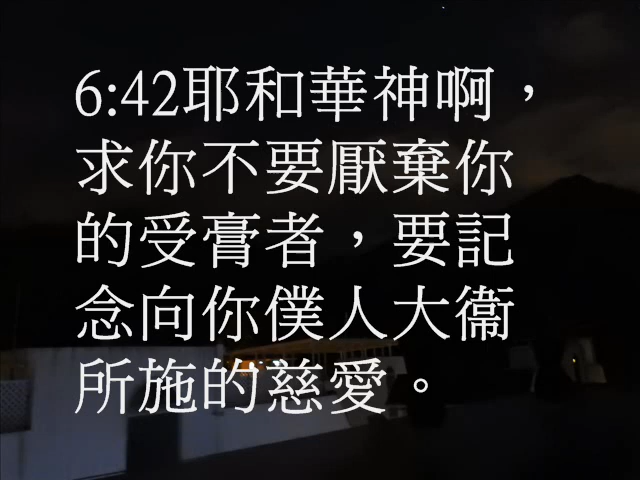 6:42耶和華神啊，
求你不要厭棄你
的受膏者，要記
念向你僕人大衞
所施的慈愛。